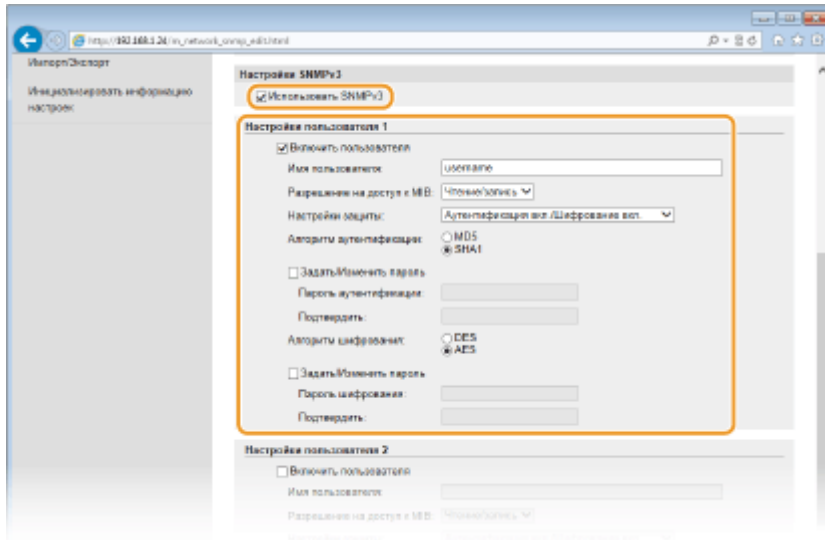 http://192.168.1.24/m_network_snmp_edit.html
Импорт/Экспорт
Инициализировать информацию
настроек
Настройки SNMPv3
Использовать SNMPv3
Настройки пользователя 1
Включить пользователя
Имя пользователя: username
Разрешение на доступ к MIB: Чтение/запись
Настройки защиты: Аутентификация вкл./Шифрование вкл.
Алгоритм аутентификации: MD5
SHA1
Задать/Изменить пароль
Пароль аутентификации:
Подтвердить:
Алгоритм шифрования: DES
AES
Задать/Изменить пароль
Пароль шифрования:
Подтвердить:
Настройки пользователя 2
Включить пользователя
Имя пользователя:
Разрешение на доступ к MIB: Чтение/запись